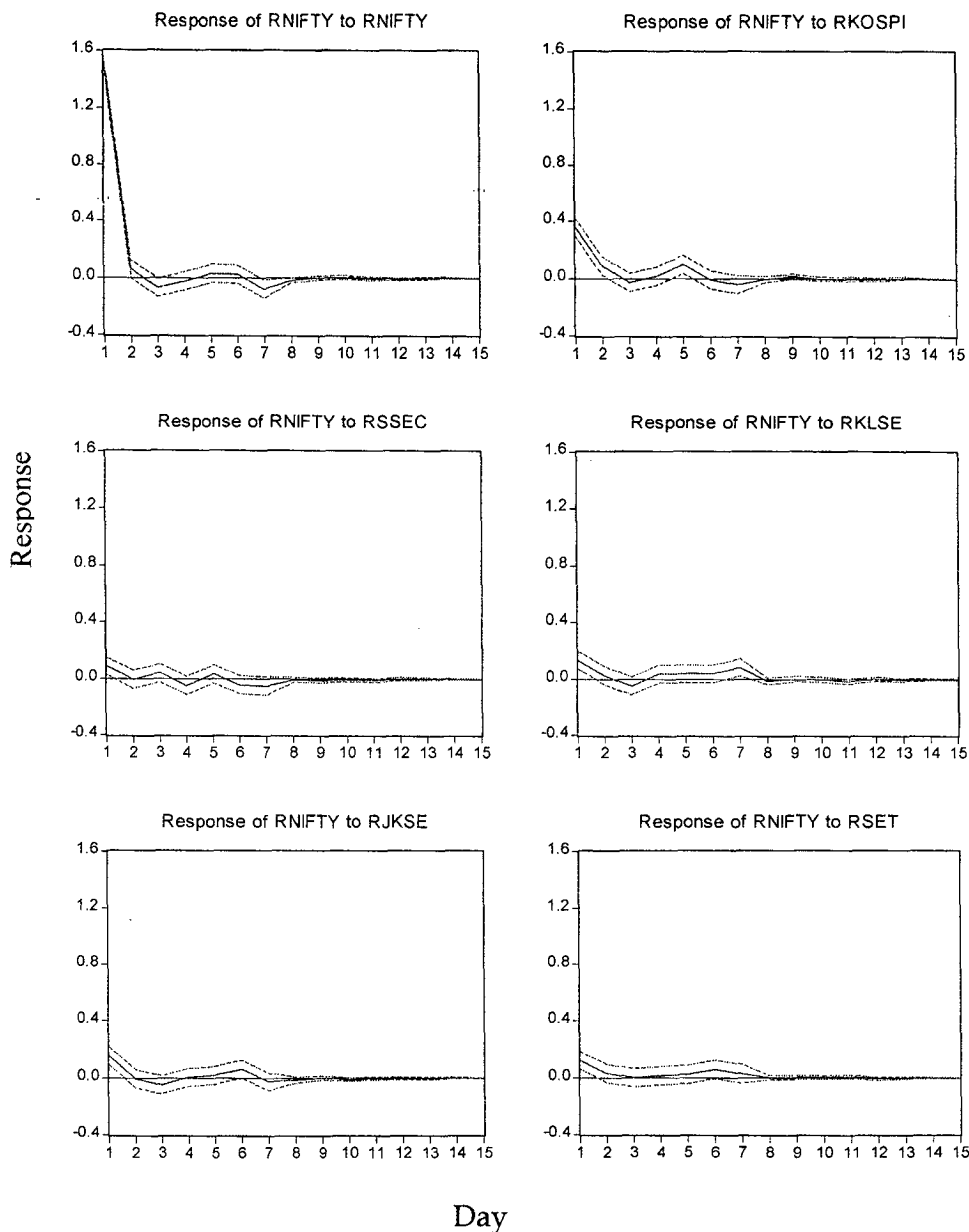 Response of RNIFTY to RNIFTY
1.6
1.2
0.8
0.4
0.0
-0.4
1 2 3 4 5 6 7 8 9 10 11 12 13 14 15
Response of RNIFTY to RKOSPI
1.6
1.2
0.8
0.4
0.0
-0.4
1 2 3 4 5 6 7 8 9 10 11 12 13 14 15
Response
Response of RNIFTY to RSSEC
1.6
1.2
0.8
0.4
0.0
-0.4
1 2 3 4 5 6 7 8 9 10 11 12 13 14 15
Response of RNIFTY to RKLSE
1.6
1.2
0.8
0.4
0.0
-0.4
1 2 3 4 5 6 7 8 9 10 11 12 13 14 15
Response of RNIFTY to RJKSE
1.6
1.2
0.8
0.4
0.0
-0.4
1 2 3 4 5 6 7 8 9 10 11 12 13 14 15
Response of RNIFTY to RSET
1.6
1.2
0.8
0.4
0.0
-0.4
1 2 3 4 5 6 7 8 9 10 11 12 13 14 15
Day